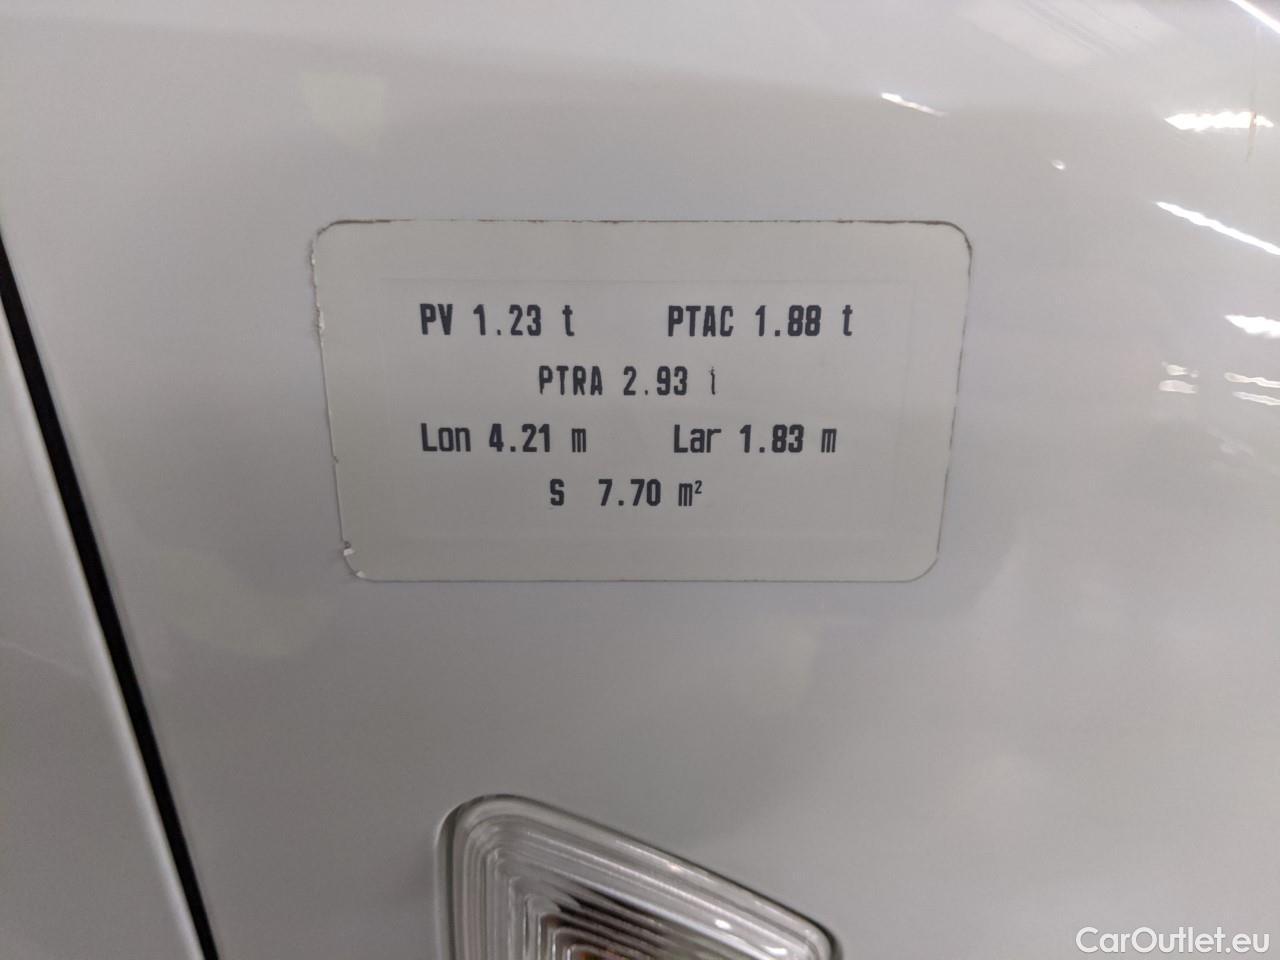 PV 1.23 t PTAC 1.88 t
PTRA 2.93 t
Lon 4.21 m Lar 1.83 m
S 7.70 m²
CarOutlet.eu